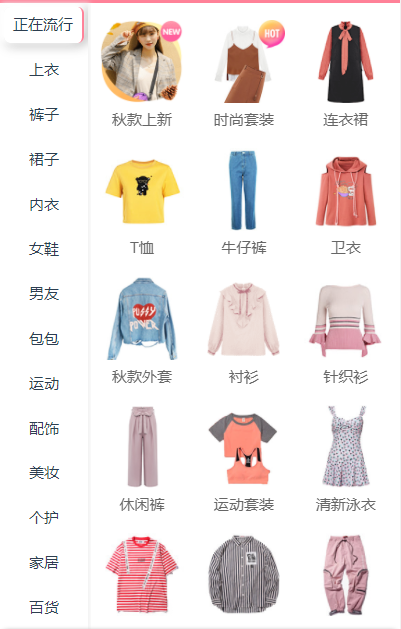 正在流行
上衣
裤子
裙子
内衣
女鞋
男友
包包
运动
配饰
美妆
个护
家居
百货
NEW
HOT
秋款上新
时尚套装
连衣裙
T恤
牛仔裤
卫衣
PUSSY
POWER
秋款外套
衬衫
针织衫
休闲裤
运动套装
清新泳衣